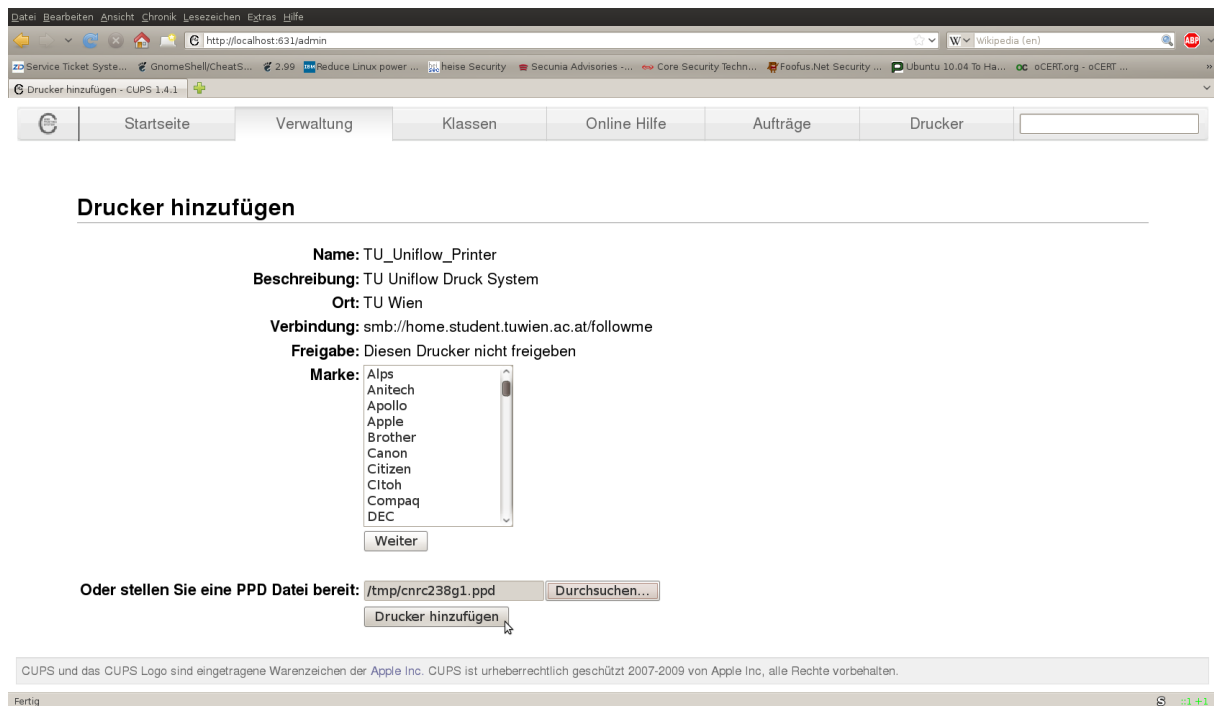 Datei Bearbeiten Ansicht Chronik Lesezeichen Extras Hilfe
http://localhost:631/admin
Wikipedia (en)
ABP
Service Ticket Syste... GnomeShell/CheatS... 2.99 Reduce Linux power ... heise Security Secunia Advisories -... Core Security Techn... Foofus.Net Security ... Ubuntu 10.04 To Ha... oCERT.org - oCERT ...
Drucker hinzufügen - CUPS 1.4.1
Startseite Verwaltung Klassen Online Hilfe Aufträge Drucker
Drucker hinzufügen
Name: TU_Uniflow_Printer
Beschreibung: TU Uniflow Druck System
Ort: TU Wien
Verbindung: smb://home.student.tuwien.ac.at/followme
Freigabe: Diesen Drucker nicht freigeben
Marke: Alps
Anitech
Apollo
Apple
Brother
Canon
Citizen
CItoh
Compaq
DEC
Weiter
Oder stellen Sie eine PPD Datei bereit: /tmp/cnrc238g1.ppd Durchsuchen...
Drucker hinzufügen
CUPS und das CUPS Logo sind eingetragene Warenzeichen der Apple Inc. CUPS ist urheberrechtlich geschützt 2007-2009 von Apple Inc, alle Rechte vorbehalten.
Fertig ::1 +1